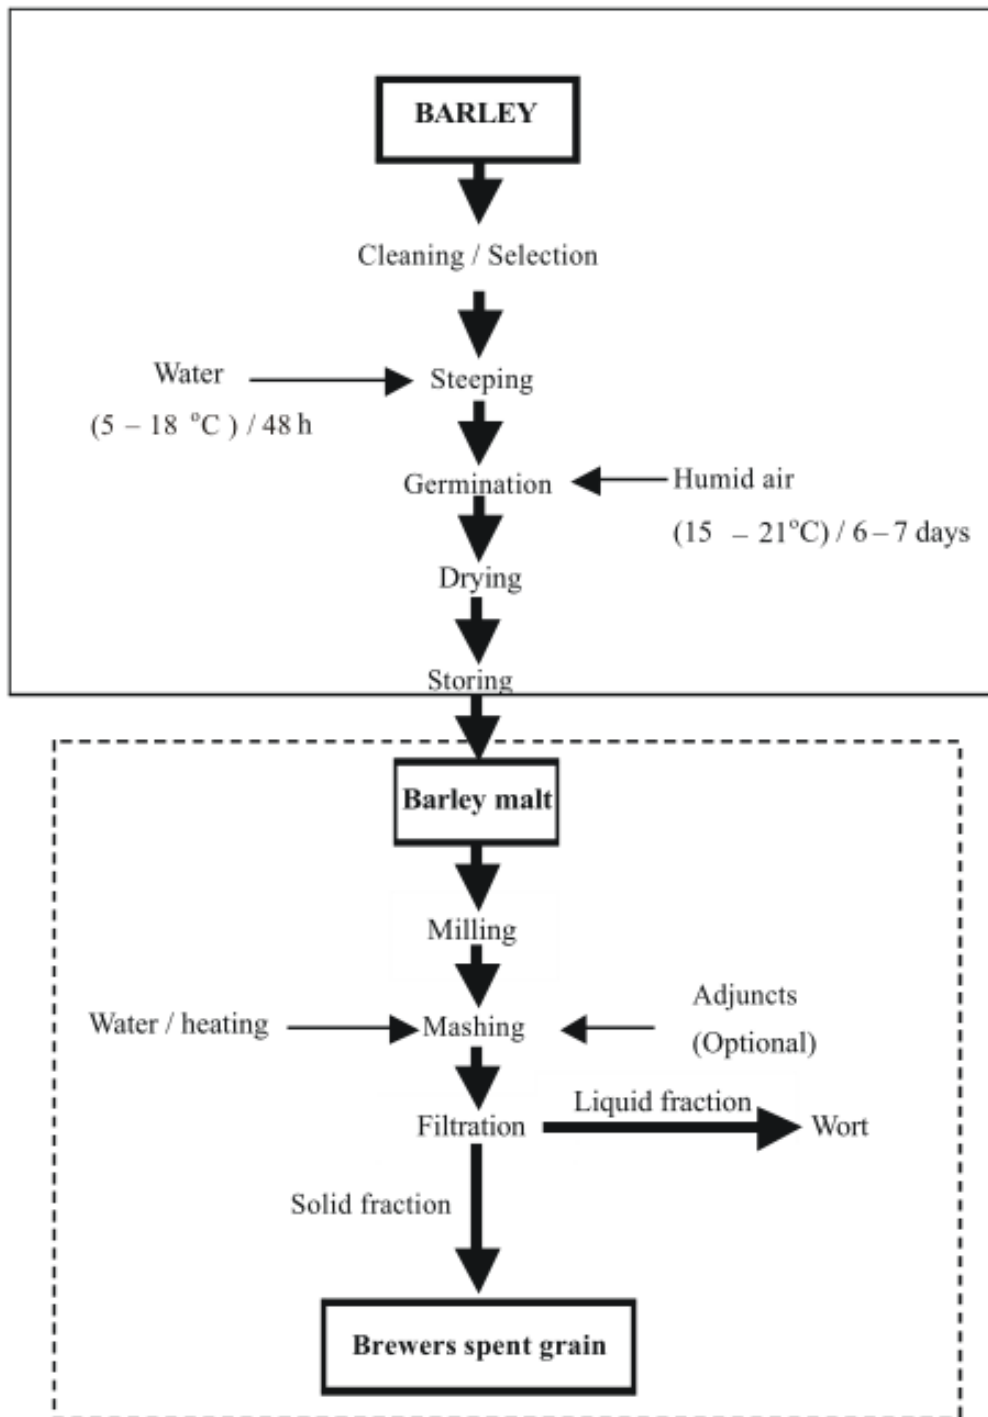 BARLEY
Cleaning / Selection
Water
Steeping
(5 – 18 °C ) / 48 h
Germination
Humid air
(15 – 21°C) / 6 – 7 days
Drying
Storing
Barley malt
Milling
Adjuncts
Water / heating
Mashing
(Optional)
Liquid fraction
Filtration
Wort
Solid fraction
Brewers spent grain